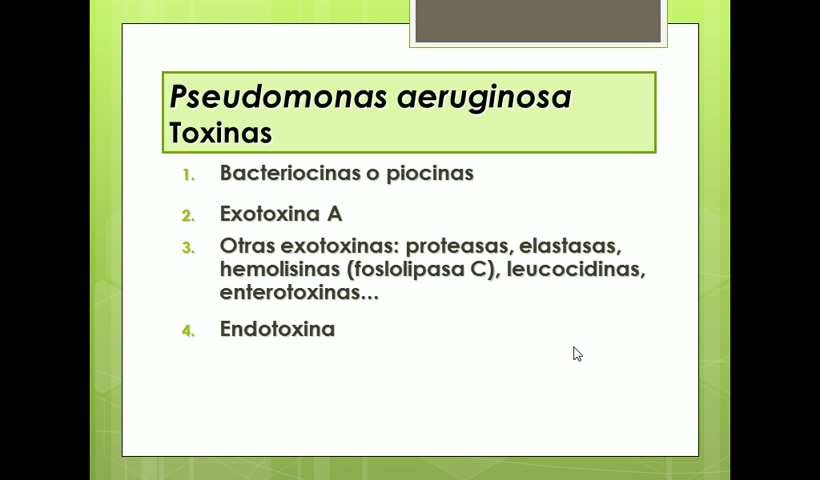 Pseudomonas aeruginosa
Toxinas
1. Bacteriocinas o piocinas
2. Exotoxina A
3. Otras exotoxinas: proteasas, elastasas,
hemolisinas (foslolipasa C), leucocidinas,
enterotoxinas...
4. Endotoxina